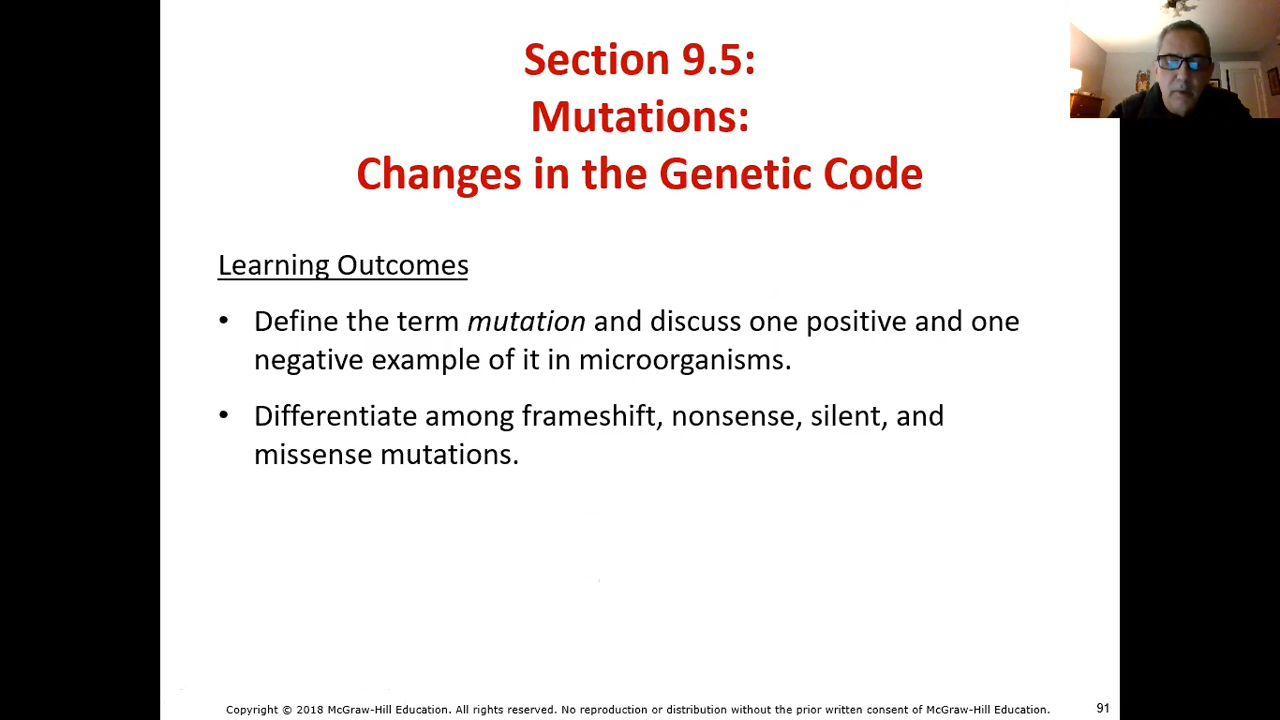 Section 9.5:
Mutations:
Changes in the Genetic Code
Learning Outcomes
• Define the term mutation and discuss one positive and one
negative example of it in microorganisms.
• Differentiate among frameshift, nonsense, silent, and
missense mutations.
Copyright © 2018 McGraw-Hill Education. All rights reserved. No reproduction or distribution without the prior written consent of McGraw-Hill Education.
91